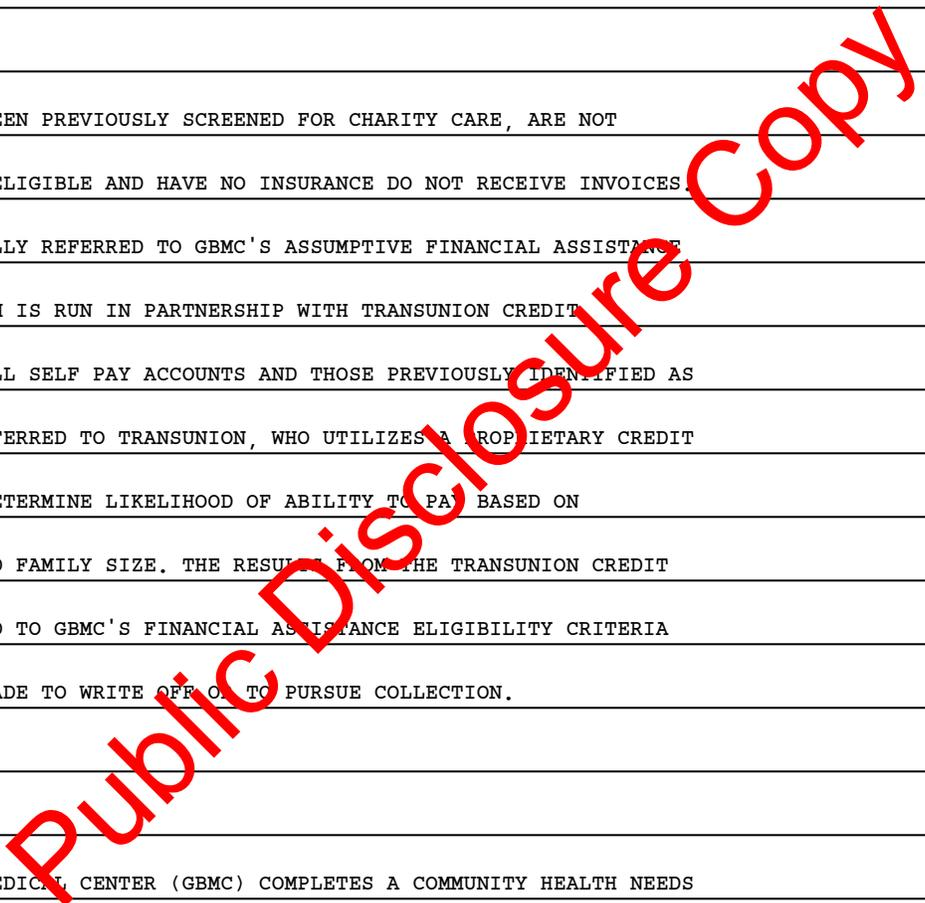 EEN PREVIOUSLY SCREENED FOR CHARITY CARE, ARE NOT
ELIGIBLE AND HAVE NO INSURANCE DO NOT RECEIVE INVOICES.
LLY REFERRED TO GBMC'S ASSUMPTIVE FINANCIAL ASSISTANCE
IS RUN IN PARTNERSHIP WITH TRANSUNION CREDIT
LL SELF PAY ACCOUNTS AND THOSE PREVIOUSLY IDENTIFIED AS
FERRED TO TRANSUNION, WHO UTILIZES A PROPRIETARY CREDIT
ETERMINE LIKELIHOOD OF ABILITY TO PAY BASED ON
FAMILY SIZE. THE RESULTS FROM THE TRANSUNION CREDIT
TO GBMC'S FINANCIAL ASSISTANCE ELIGIBILITY CRITERIA
ADE TO WRITE OFF OR TO PURSUE COLLECTION.
EDICAL CENTER (GBMC) COMPLETES A COMMUNITY HEALTH NEEDS
Public Disclosure Copy